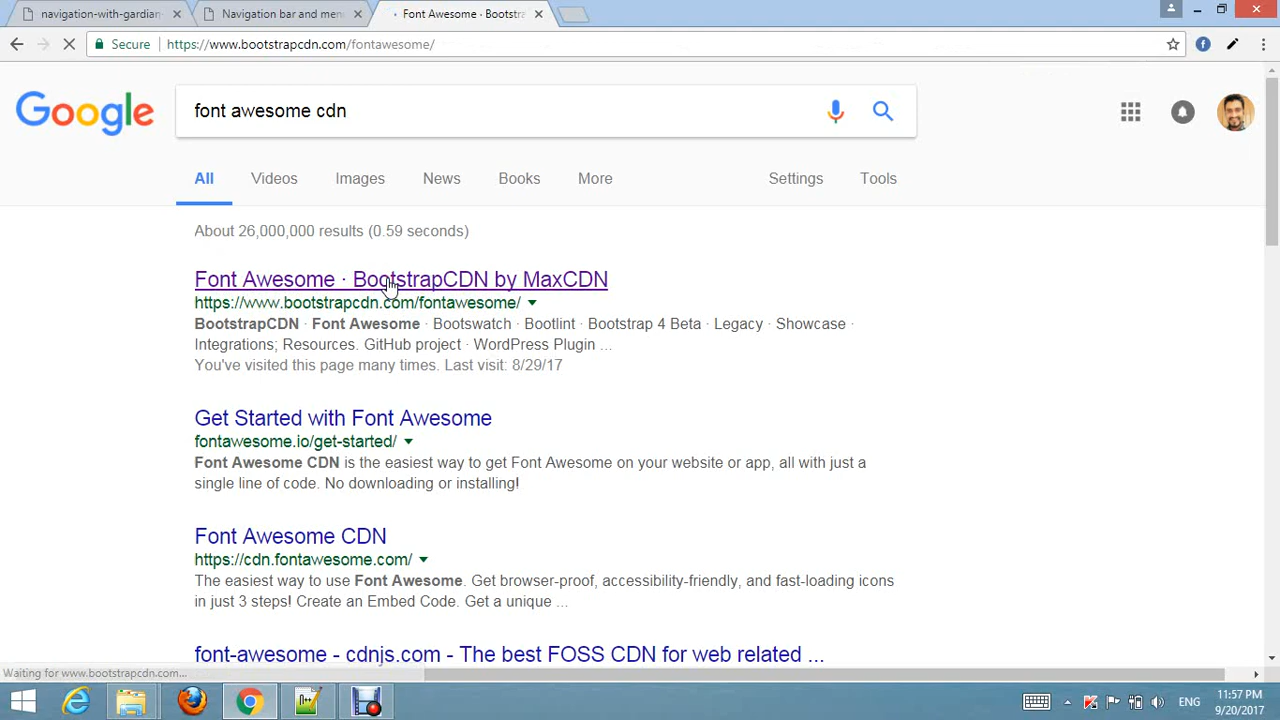 navigation-with-gardian
Navigation bar and men
Font Awesome · Bootstra
Secure
https://www.bootstrapcdn.com/fontawesome/
Google
font awesome cdn
All
Videos
Images
News
Books
More
Settings
Tools
About 26,000,000 results (0.59 seconds)
Font Awesome · BootstrapCDN by MaxCDN
https://www.bootstrapcdn.com/fontawesome/
BootstrapCDN · Font Awesome · Bootswatch · Bootlint · Bootstrap 4 Beta · Legacy · Showcase ·
Integrations; Resources. GitHub project · WordPress Plugin ...
You've visited this page many times. Last visit: 8/29/17
Get Started with Font Awesome
fontawesome.io/get-started/
Font Awesome CDN is the easiest way to get Font Awesome on your website or app, all with just a
single line of code. No downloading or installing!
Font Awesome CDN
https://cdn.fontawesome.com/
The easiest way to use Font Awesome. Get browser-proof, accessibility-friendly, and fast-loading icons
in just 3 steps! Create an Embed Code. Get a unique ...
font-awesome - cdnjs.com - The best FOSS CDN for web related ...
Waiting for www.bootstrapcdn.com...
ENG
11:57 PM
9/20/2017